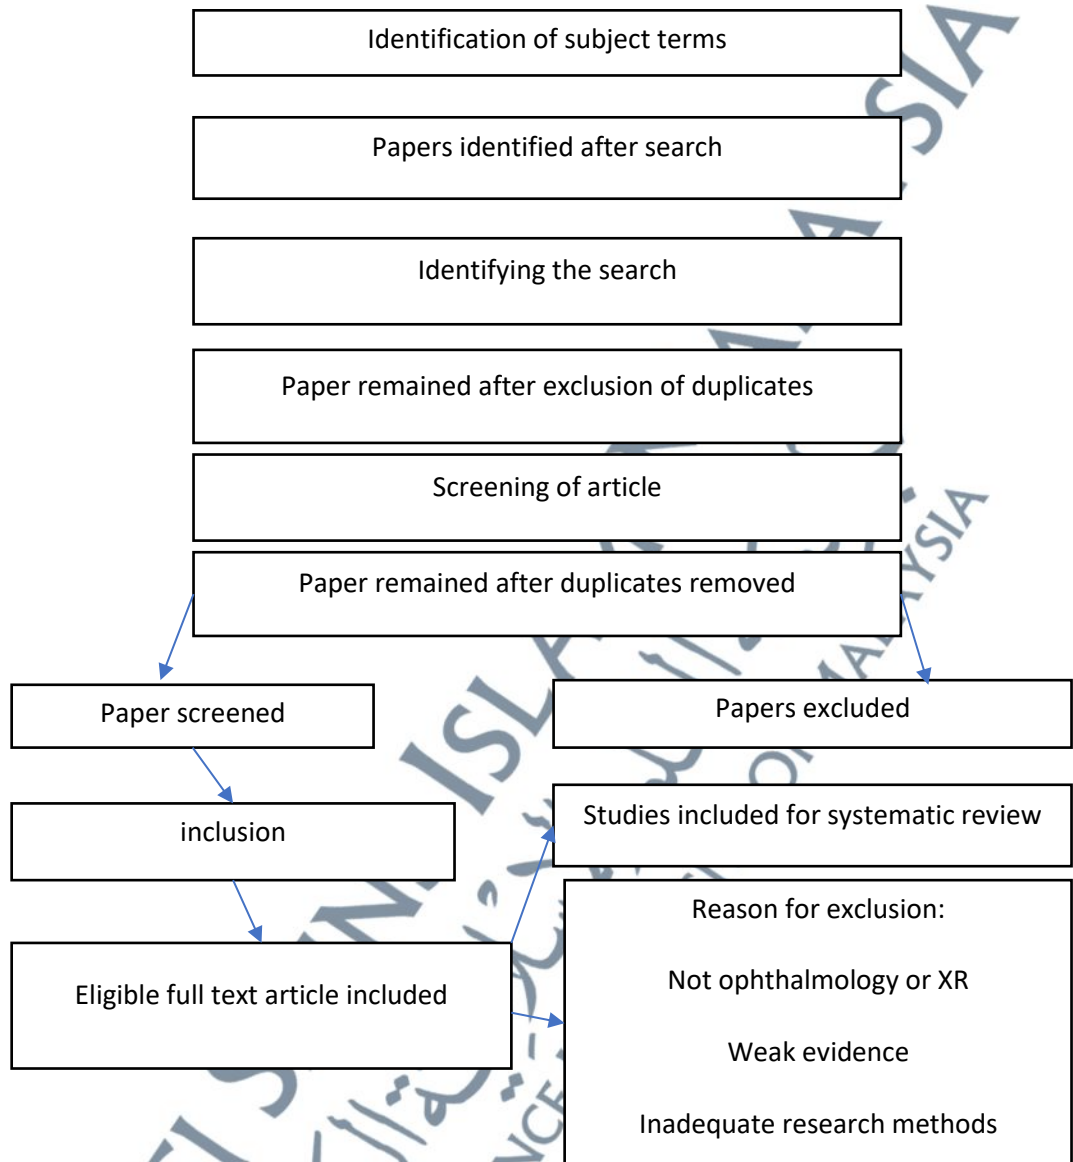 Identification of subject terms
Papers identified after search
Identifying the search
Paper remained after exclusion of duplicates
Screening of article
Paper remained after duplicates removed
Paper screened
Papers excluded
inclusion
Studies included for systematic review
Eligible full text article included
Reason for exclusion:
Not ophthalmology or XR
Weak evidence
Inadequate research methods